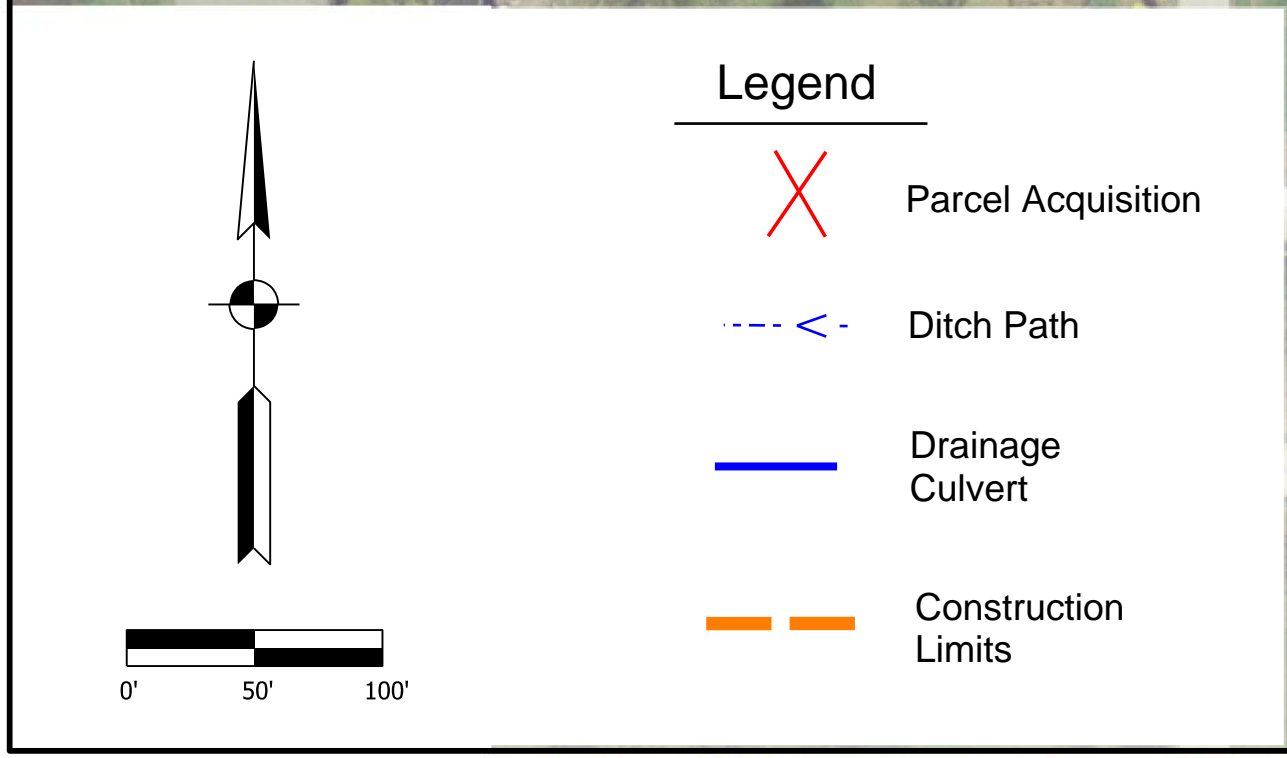 Legend
Parcel Acquisition
Ditch Path
Drainage
Culvert
Construction
Limits
0' 50' 100'